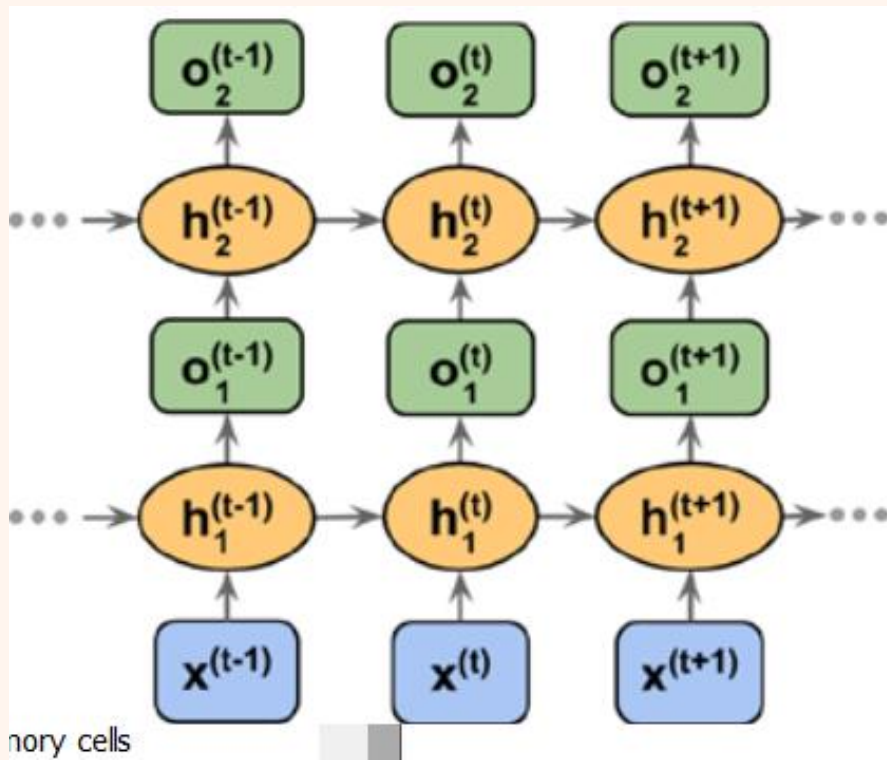 o₂^(t-1) o₂^(t) o₂^(t+1)
h₂^(t-1) h₂^(t) h₂^(t+1)
o₁^(t-1) o₁^(t) o₁^(t+1)
h₁^(t-1) h₁^(t) h₁^(t+1)
x^(t-1) x^(t) x^(t+1)
cells